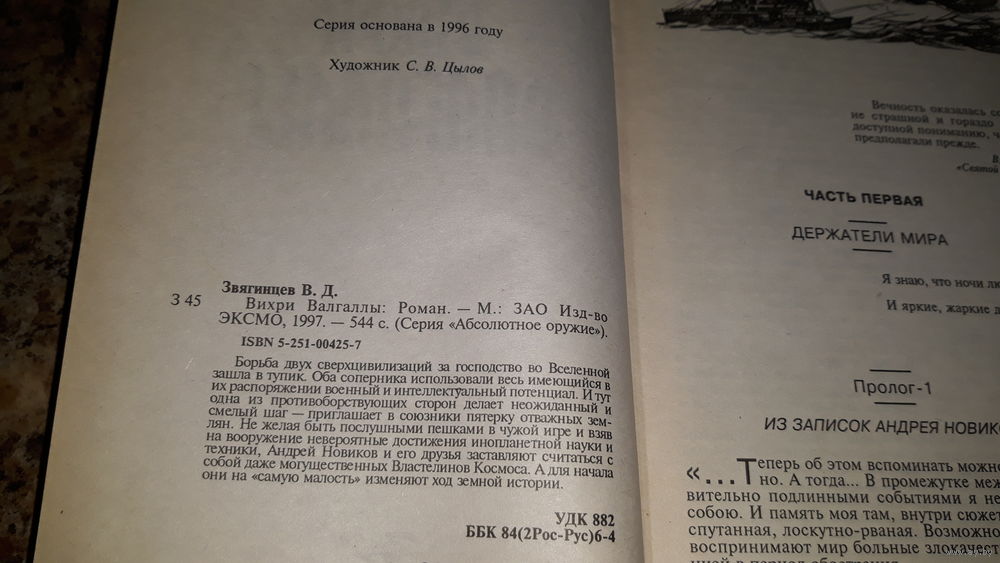 Серия основана в 1996 году
Художник С. В. Цылов
Звягинцев В. Д.
З 45
Вихри Валгаллы: Роман. — М.: ЗАО Изд-во
ЭКСМО, 1997. — 544 с. (Серия «Абсолютное оружие»).
ISBN 5-251-00425-7
Борьба двух сверхцивилизаций за господство во Вселенной
зашла в тупик. Оба соперника использовали весь имеющийся в
их распоряжении военный и интеллектуальный потенциал. И тут
одна из противоборствующих сторон делает неожиданный и
смелый шаг — приглашает в союзники пятерку отважных зем-
лян. Не желая быть послушными пешками в чужой игре и взяв
на вооружение невероятные достижения инопланетной науки и
техники, Андрей Новиков и его друзья заставляют считаться с
собой даже могущественных Властелинов Космоса. А для начала
они на «самую малость» изменяют ход земной истории.
УДК 882
ББК 84(2Рос-Рус)6-4
Вечность оказалась
не страшной и гораздо
доступной пониманию,
предполагали прежде.
«Святой
ЧАСТЬ ПЕРВАЯ
ДЕРЖАТЕЛИ МИРА
Я знаю, что ночи
И яркие, жаркие
Пролог-1
ИЗ ЗАПИСОК АНДРЕЯ НОВИКО
«...Теперь об этом вспоминать можно
но. А тогда... В промежутке меж
вительно подлинными событиями я не
собою. И память моя там, внутри сюжет
спутанная, лоскутно-рваная. Возможно
воспринимают мир больные злокачест